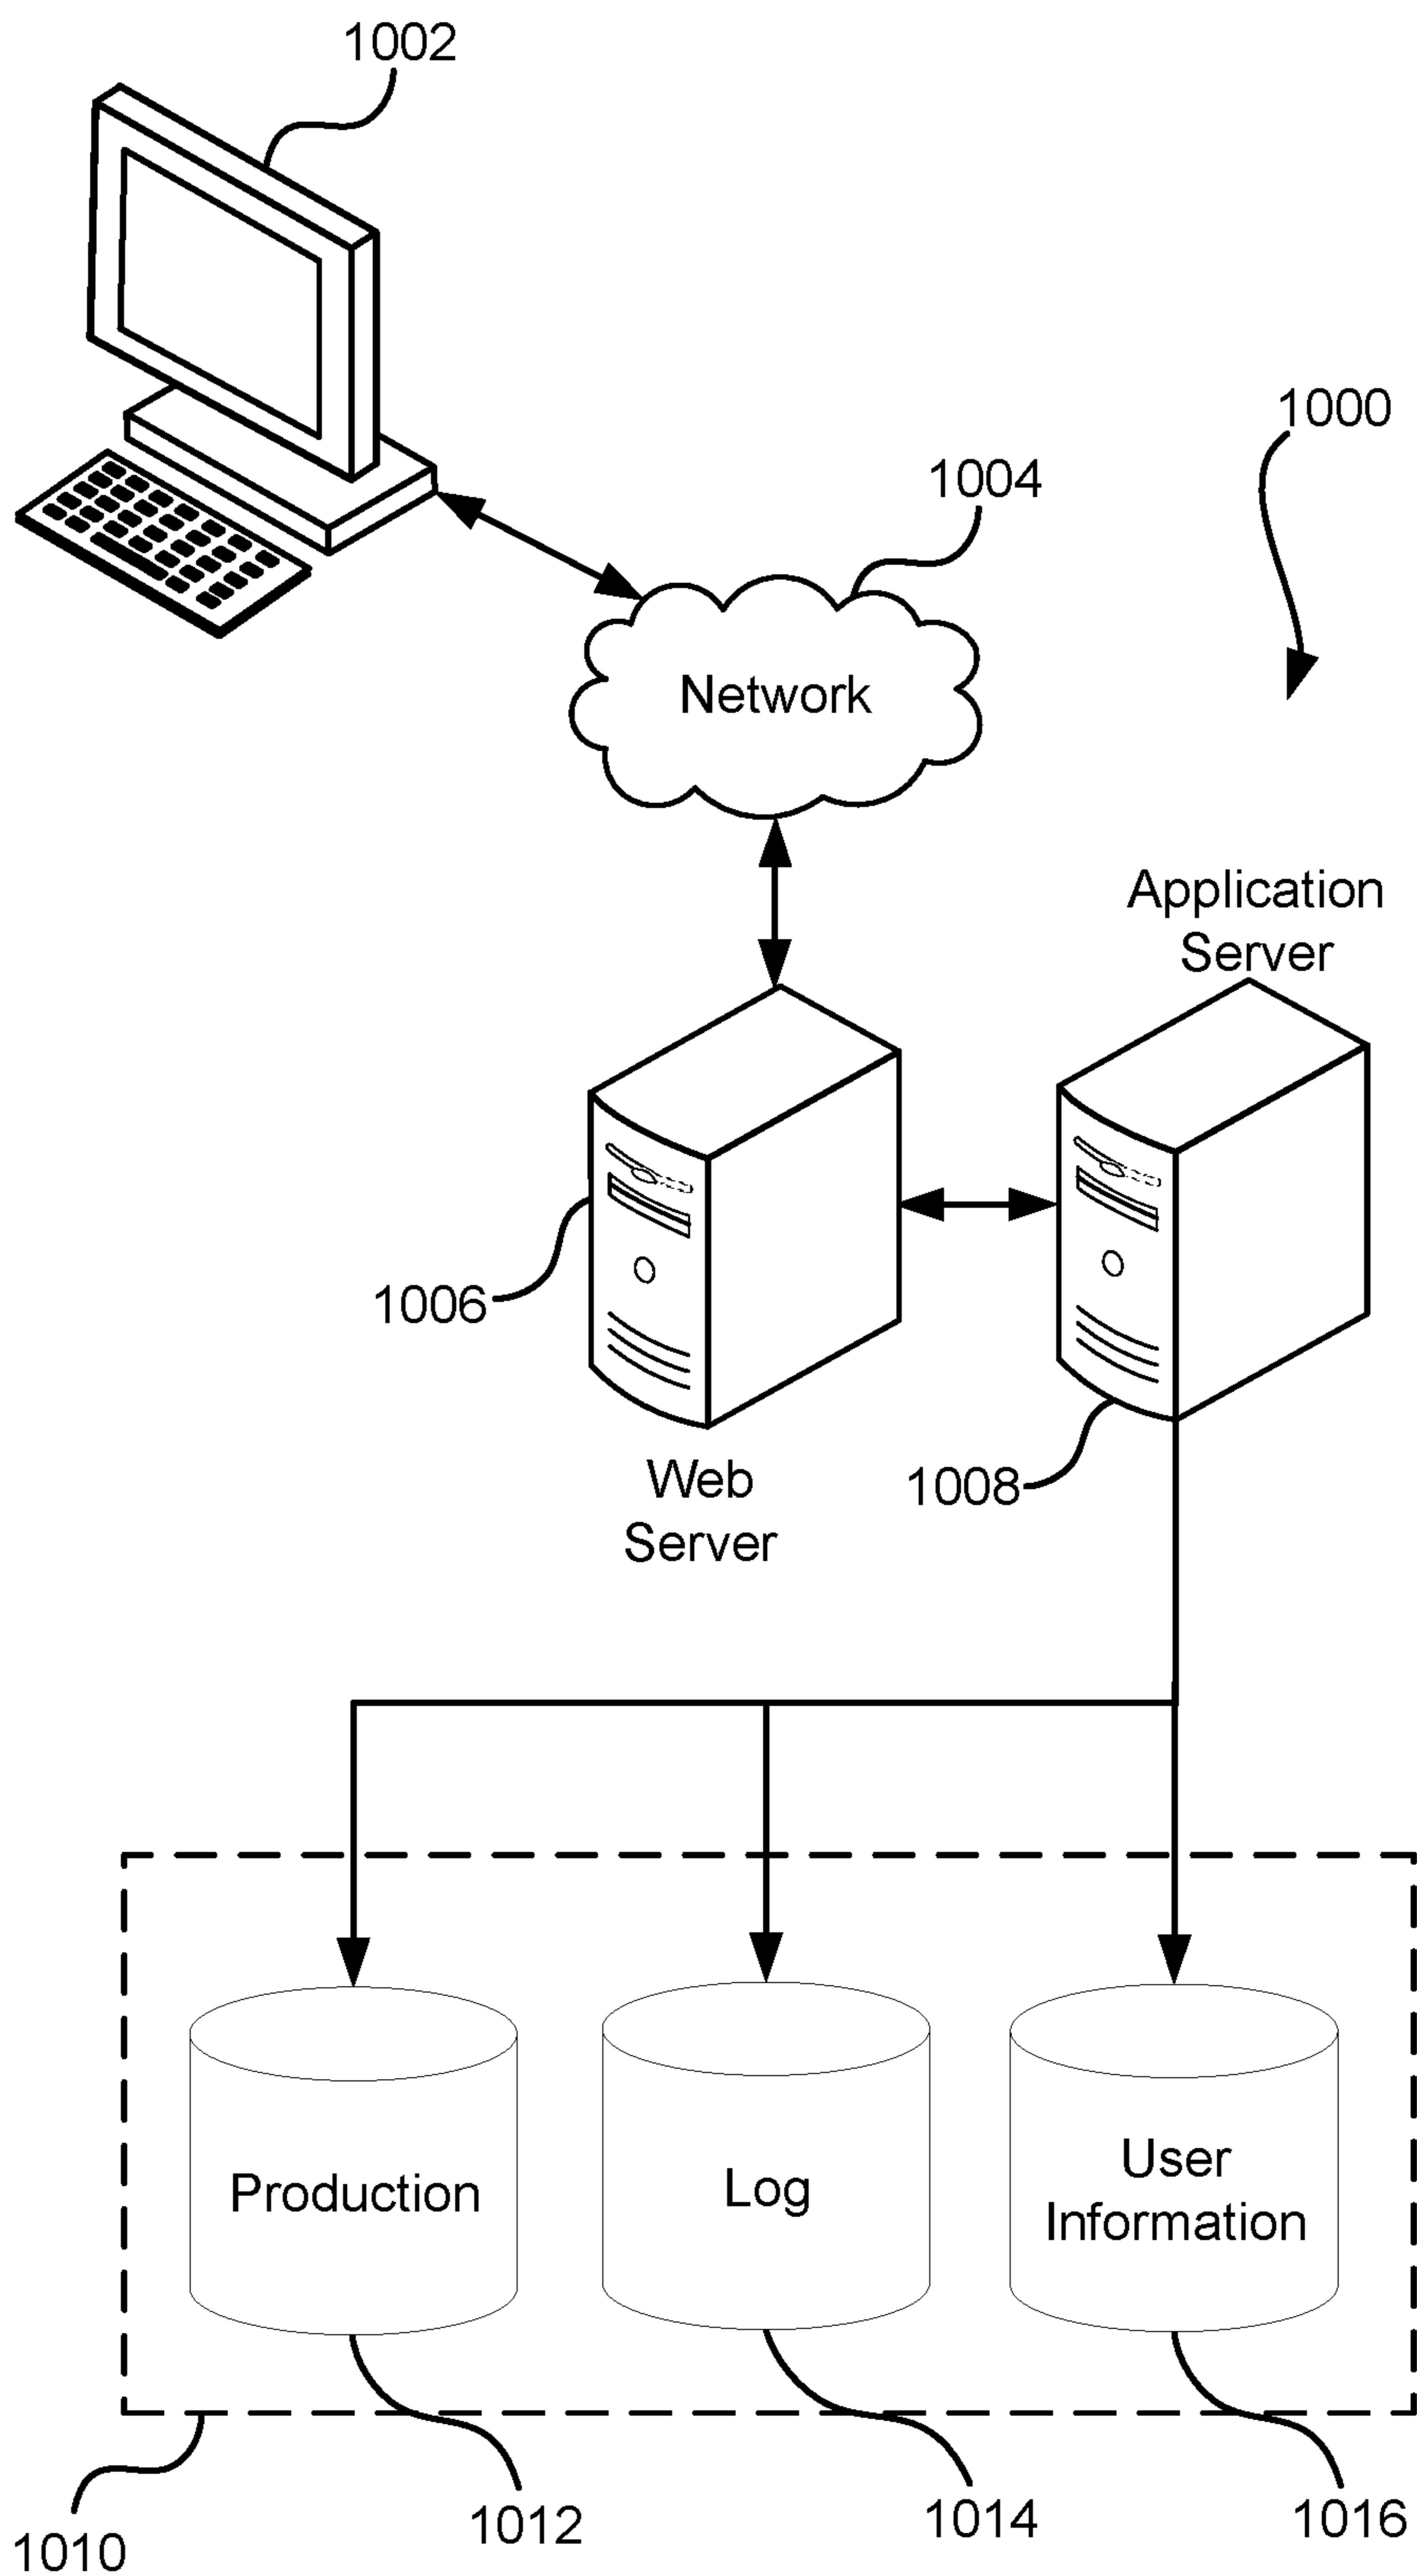 1002
1000
1004
Network
Application
Server
1006
Web
Server
1008
Production
Log
User
Information
1010
1012
1014
1016